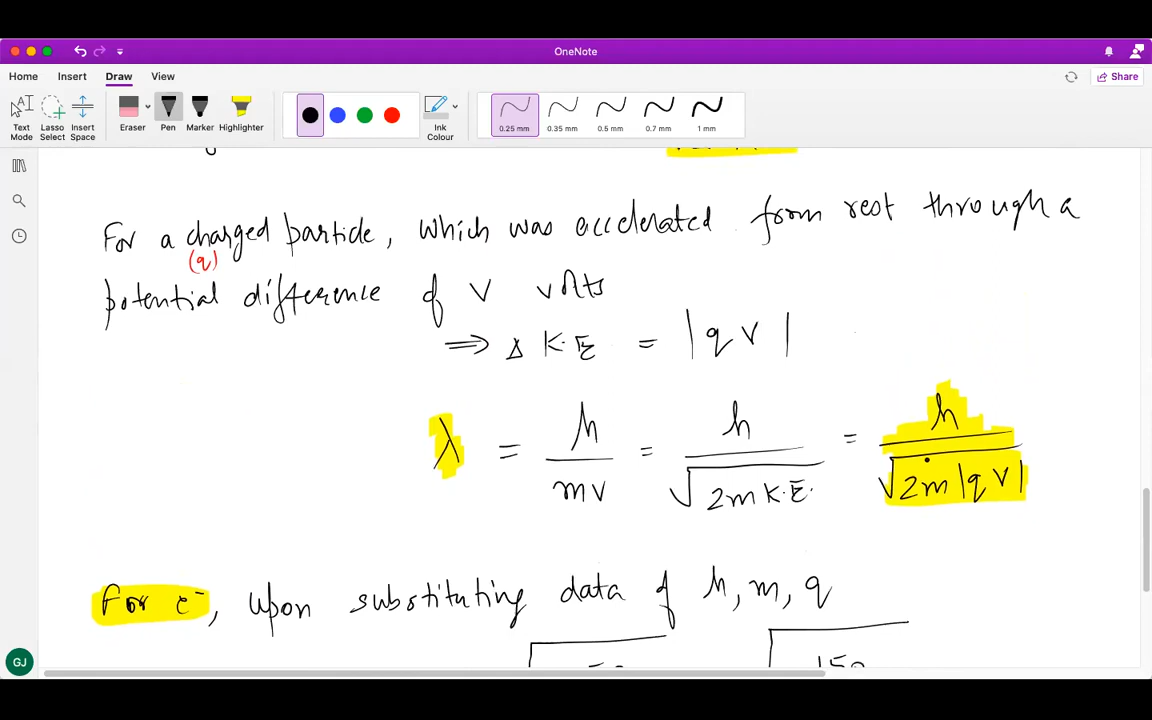 OneNote
Home Insert Draw View
Share
Text Mode
Lasso Select
Insert Space
Eraser
Pen
Marker
Highlighter
Ink Colour
0.25 mm 0.35 mm 0.5 mm 0.7 mm 1 mm
For a charged particle, which was accelerated from rest through a
(q)
potential difference of V volts
⇒ Δ K.E = |q V|
λ = h / mv = h / √(2m K.E.) = h / √(2m |q V|)
For e⁻, upon substituting data of h, m, q
150
GJ